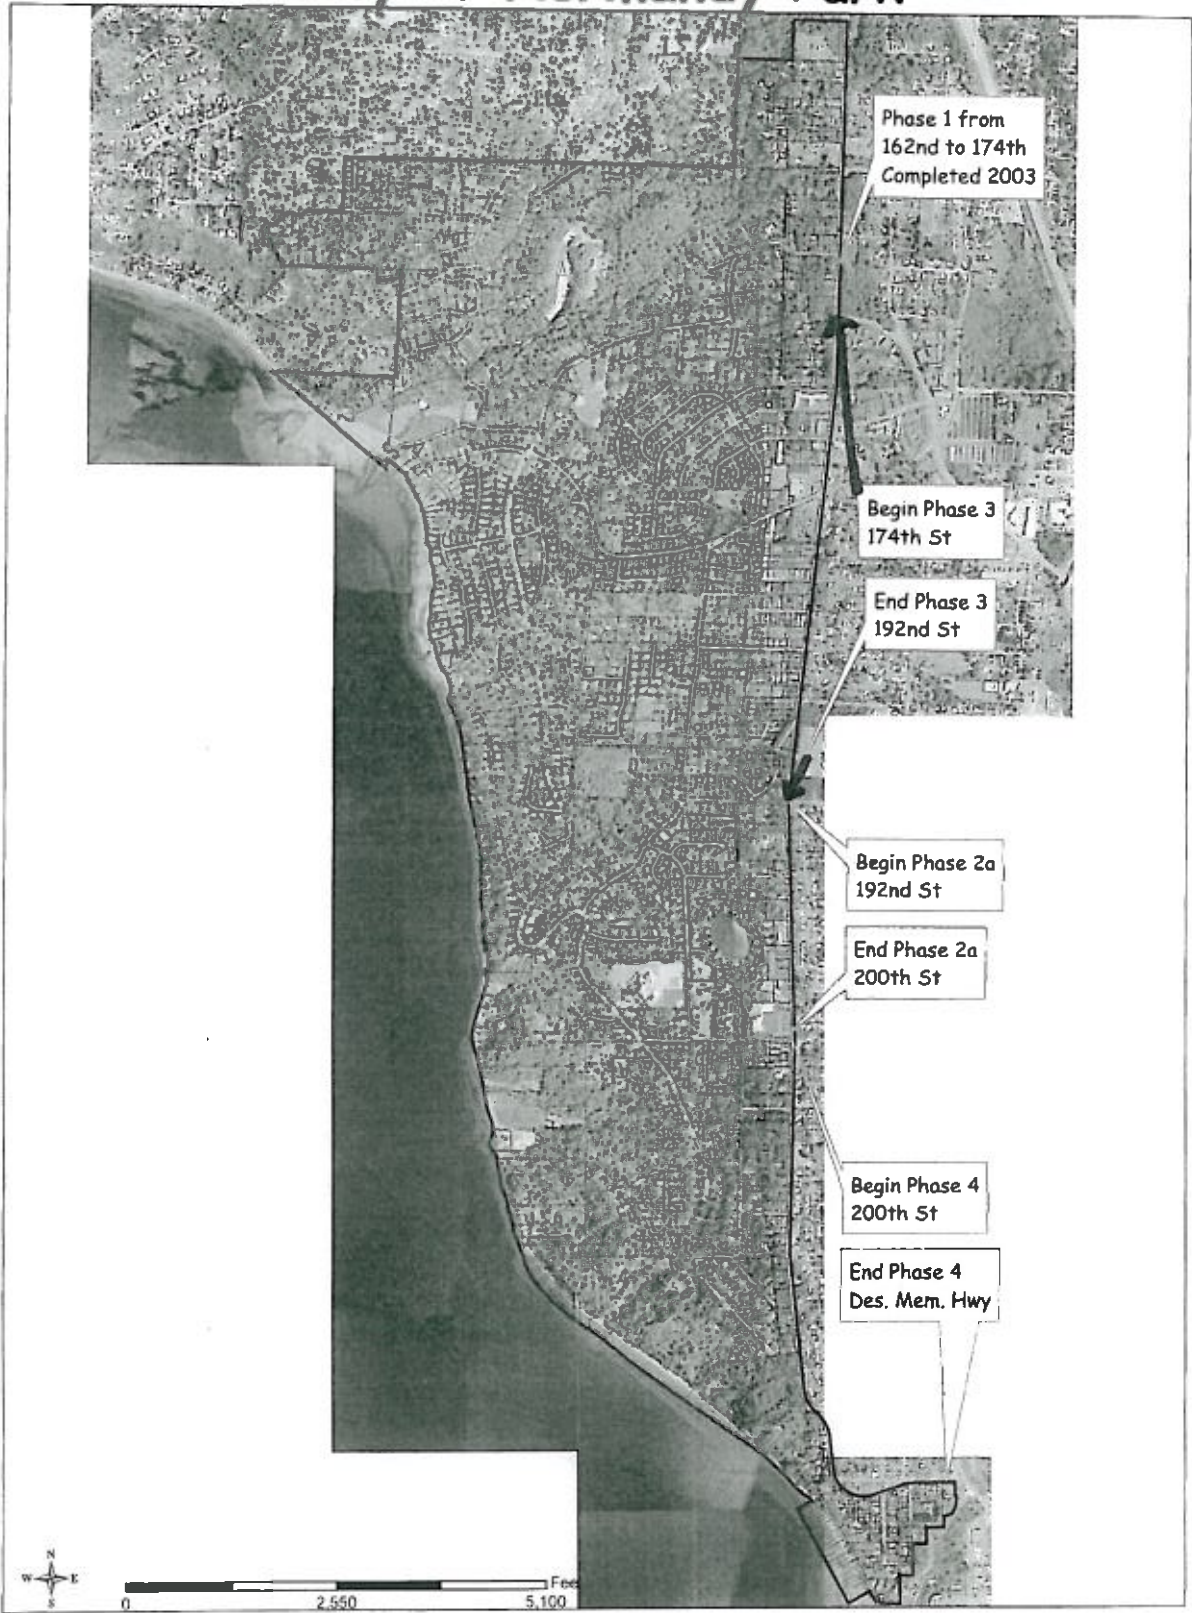 Phase 1 from
162nd to 174th
Completed 2003
Begin Phase 3
174th St
End Phase 3
192nd St
Begin Phase 2a
192nd St
End Phase 2a
200th St
Begin Phase 4
200th St
End Phase 4
Des. Mem. Hwy
N
W E
S
0 2,550 5,100